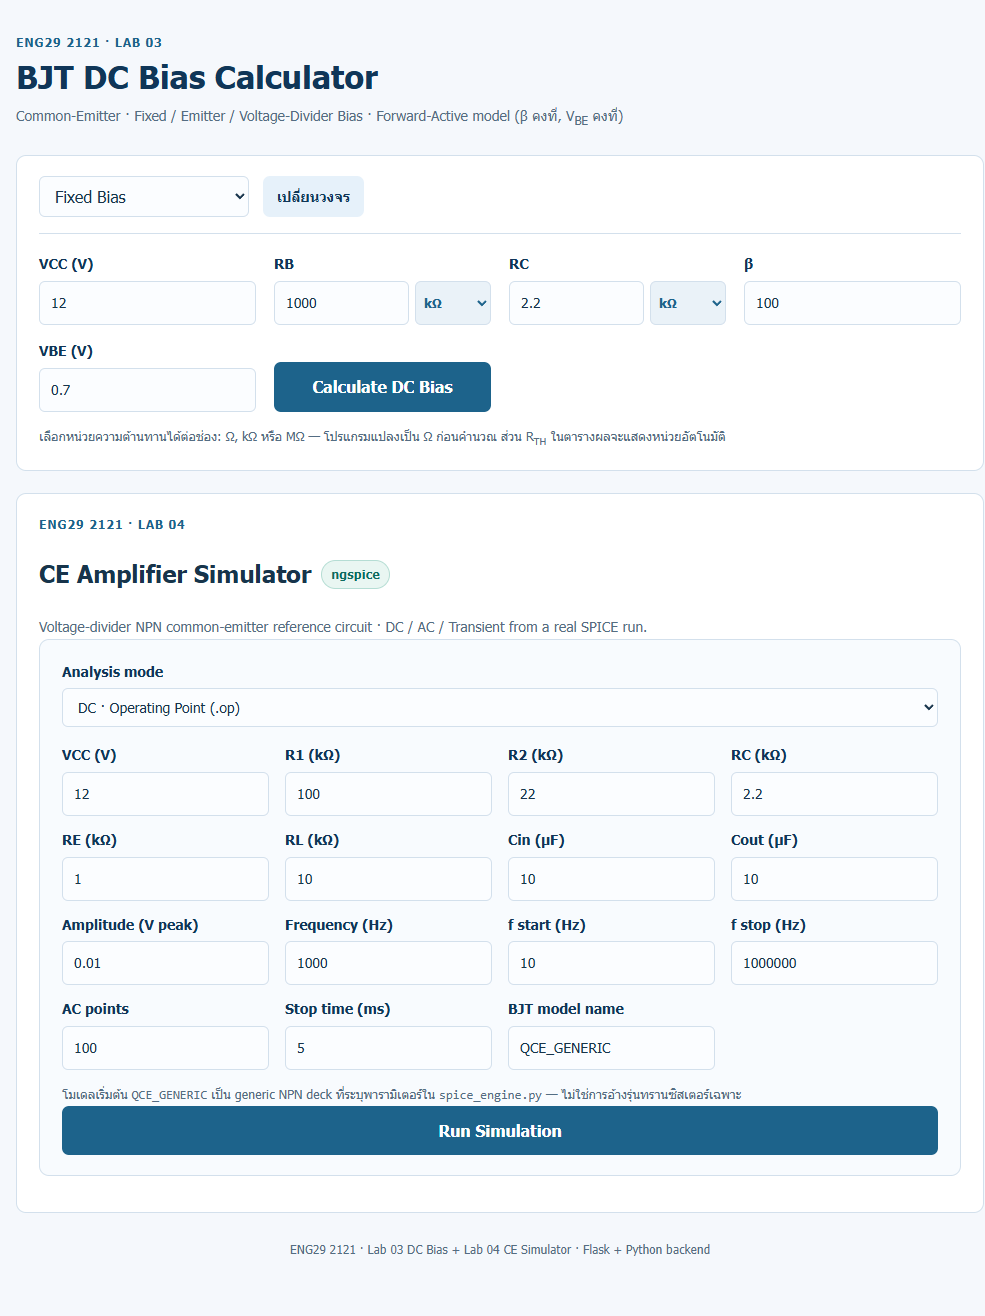 ENG29 2121 · LAB 03
BJT DC Bias Calculator
Common-Emitter · Fixed / Emitter / Voltage-Divider Bias · Forward-Active model (β คงที่, VBE คงที่)
Fixed Bias เปลี่ยนวงจร
VCC (V) RB RC β
12 1000 kΩ 2.2 kΩ 100
VBE (V)
0.7 Calculate DC Bias
เลือกหน่วยความต้านทานได้ต่อช่อง: Ω, kΩ หรือ MΩ — โปรแกรมแปลงเป็น Ω ก่อนคำนวณ ส่วน RTH ในตารางผลจะแสดงหน่วยอัตโนมัติ
ENG29 2121 · LAB 04
CE Amplifier Simulator ngspice
Voltage-divider NPN common-emitter reference circuit · DC / AC / Transient from a real SPICE run.
Analysis mode
DC · Operating Point (.op)
VCC (V) R1 (kΩ) R2 (kΩ) RC (kΩ)
12 100 22 2.2
RE (kΩ) RL (kΩ) Cin (μF) Cout (μF)
1 10 10 10
Amplitude (V peak) Frequency (Hz) f start (Hz) f stop (Hz)
0.01 1000 10 1000000
AC points Stop time (ms) BJT model name
100 5 QCE_GENERIC
โมเดลเริ่มต้น QCE_GENERIC เป็น generic NPN deck ที่ระบุพารามิเตอร์ใน spice_engine.py — ไม่ใช่การอ้างรุ่นทรานซิสเตอร์เฉพาะ
Run Simulation
ENG29 2121 · Lab 03 DC Bias + Lab 04 CE Simulator · Flask + Python backend